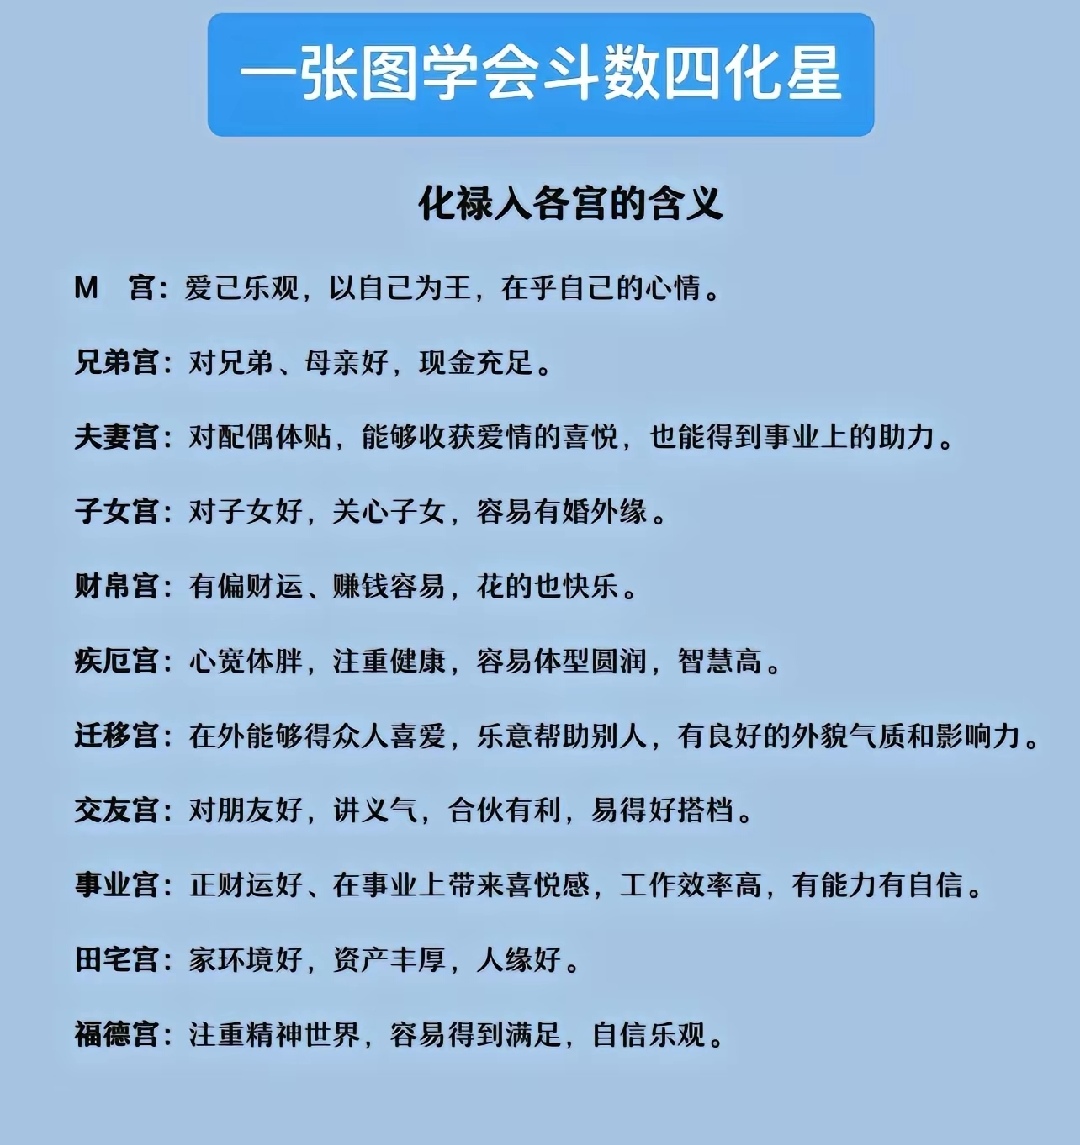 一张图学会斗数四化星
化禄入各宫的含义
M 宫：爱己乐观，以自己为王，在乎自己的心情。
兄弟宫：对兄弟、母亲好，现金充足。
夫妻宫：对配偶体贴，能够收获爱情的喜悦，也能得到事业上的助力。
子女宫：对子女好，关心子女，容易有婚外缘。
财帛宫：有偏财运、赚钱容易，花的也快乐。
疾厄宫：心宽体胖，注重健康，容易体型圆润，智慧高。
迁移宫：在外能够得众人喜爱，乐意帮助别人，有良好的外貌气质和影响力。
交友宫：对朋友好，讲义气，合伙有利，易得好搭档。
事业宫：正财运好、在事业上带来喜悦感，工作效率高，有能力有自信。
田宅宫：家环境好，资产丰厚，人缘好。
福德宫：注重精神世界，容易得到满足，自信乐观。